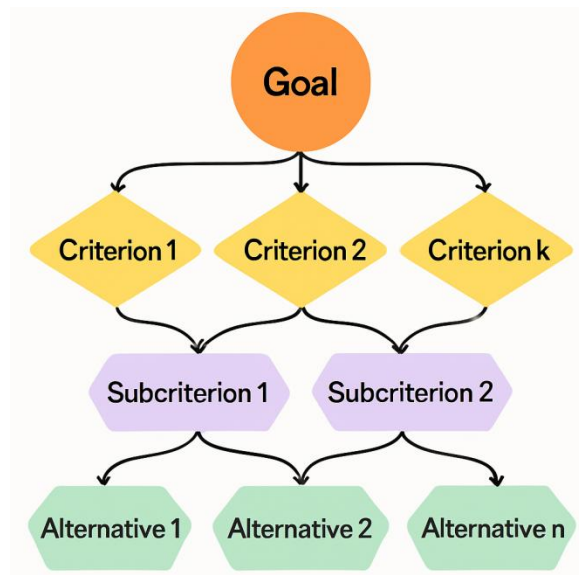 Goal
Criterion 1
Criterion 2
Criterion k
Subcriterion 1
Subcriterion 2
Alternative 1
Alternative 2
Alternative n